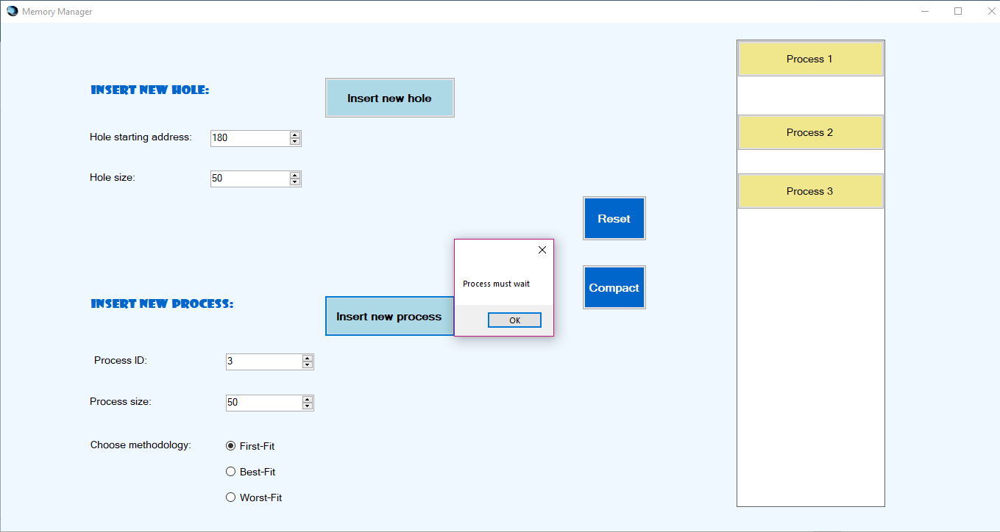 Memory Manager
INSERT NEW HOLE:
Insert new hole
Hole starting address:
180
Hole size:
50
Process 1
Process 2
Process 3
Reset
Compact
Process must wait
OK
INSERT NEW PROCESS:
Insert new process
Process ID:
3
Process size:
50
Choose methodology:
First-Fit
Best-Fit
Worst-Fit